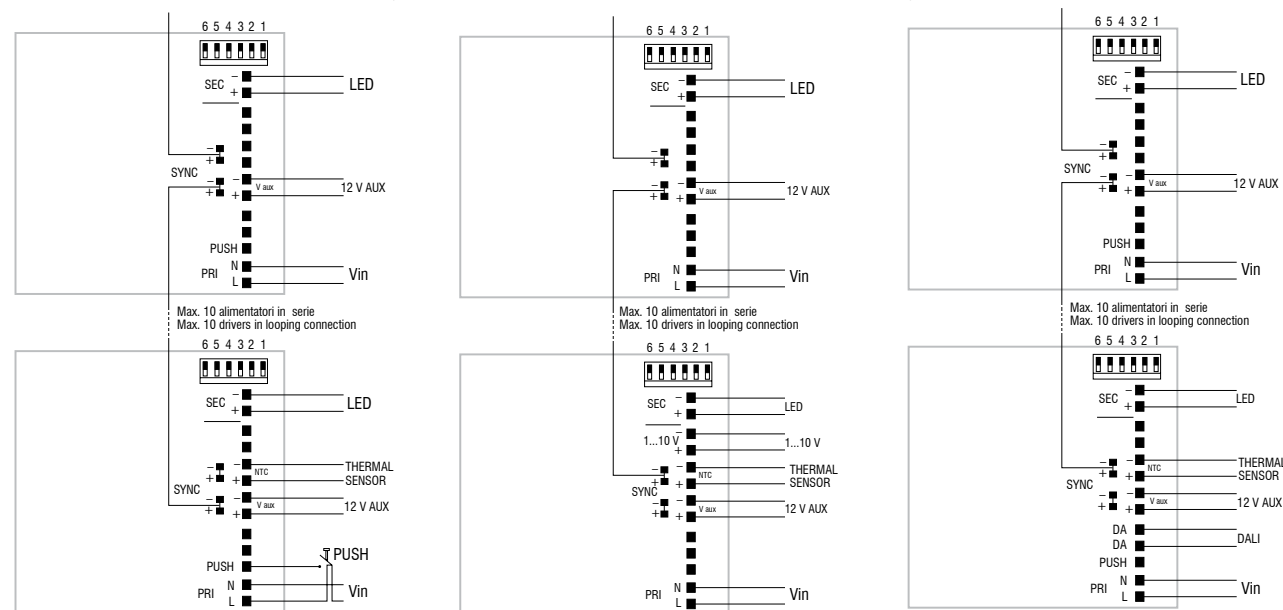 6 5 4 3 2 1
SEC
−
+
LED
−
+
SYNC
−
+
−
+
V aux
12 V AUX
PUSH
PRI
N
L
Vin
Max. 10 alimentatori in serie
Max. 10 drivers in looping connection
6 5 4 3 2 1
SEC
−
+
LED
−
+
SYNC
−
+
−
+
NTC
THERMAL
SENSOR
−
+
V aux
12 V AUX
PUSH
PUSH
PRI
N
L
Vin
6 5 4 3 2 1
SEC
−
+
LED
−
+
−
+
−
+
V aux
12 V AUX
PRI
N
L
Vin
Max. 10 alimentatori in serie
Max. 10 drivers in looping connection
6 5 4 3 2 1
SEC
−
+
LED
1...10 V
−
+
1...10 V
−
+
SYNC
−
+
−
+
NTC
THERMAL
SENSOR
−
+
V aux
12 V AUX
PRI
N
L
Vin
6 5 4 3 2 1
SEC
−
+
LED
−
+
SYNC
−
+
−
+
V aux
12 V AUX
PUSH
PRI
N
L
Vin
Max. 10 alimentatori in serie
Max. 10 drivers in looping connection
6 5 4 3 2 1
SEC
−
+
LED
−
+
SYNC
−
+
−
+
NTC
THERMAL
SENSOR
−
+
V aux
12 V AUX
DA
DA
DALI
PUSH
PRI
N
L
Vin